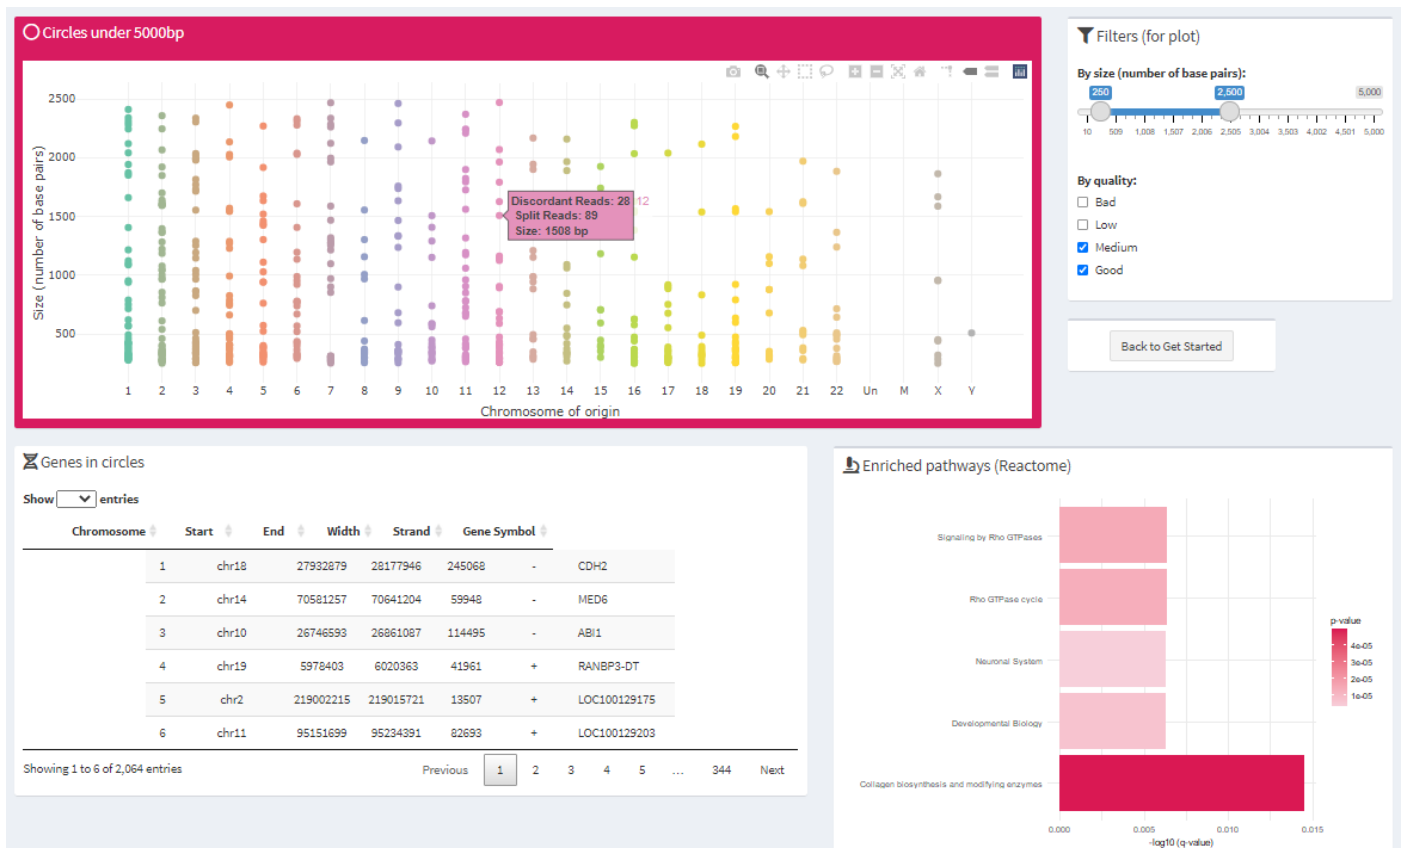 Circles under 5000bp
2500
2000
1500
1000
500
Size (number of base pairs)
Discordant Reads: 28
12
Split Reads: 89
Size: 1508 bp
1 2 3 4 5 6 7 8 9 10 11 12 13 14 15 16 17 18 19 20 21 22 Un M X Y
Chromosome of origin
Filters (for plot)
By size (number of base pairs):
250 2,500 5,000
10 509 1,008 1,507 2,006 2,505 3,004 3,503 4,002 4,501 5,000
By quality:
Bad
Low
Medium
Good
Back to Get Started
Genes in circles
Show entries
Chromosome Start End Width Strand Gene Symbol
1 chr18 27932879 28177946 245068 - CDH2
2 chr14 70581257 70641204 59948 - MED6
3 chr10 26746593 26861087 114495 - ABI1
4 chr19 5978403 6020363 41961 + RANBP3-DT
5 chr2 219002215 219015721 13507 + LOC100129175
6 chr11 95151699 95234391 82693 + LOC100129203
Showing 1 to 6 of 2,064 entries
Previous 1 2 3 4 5 ... 344 Next
Enriched pathways (Reactome)
Signaling by Rho GTPases
Rho GTPase cycle
Neuronal System
Developmental Biology
Collagen biosynthesis and modifying enzymes
0.000 0.005 0.010 0.015
-log10 (q-value)
p-value
4e-05
3e-05
2e-05
1e-05